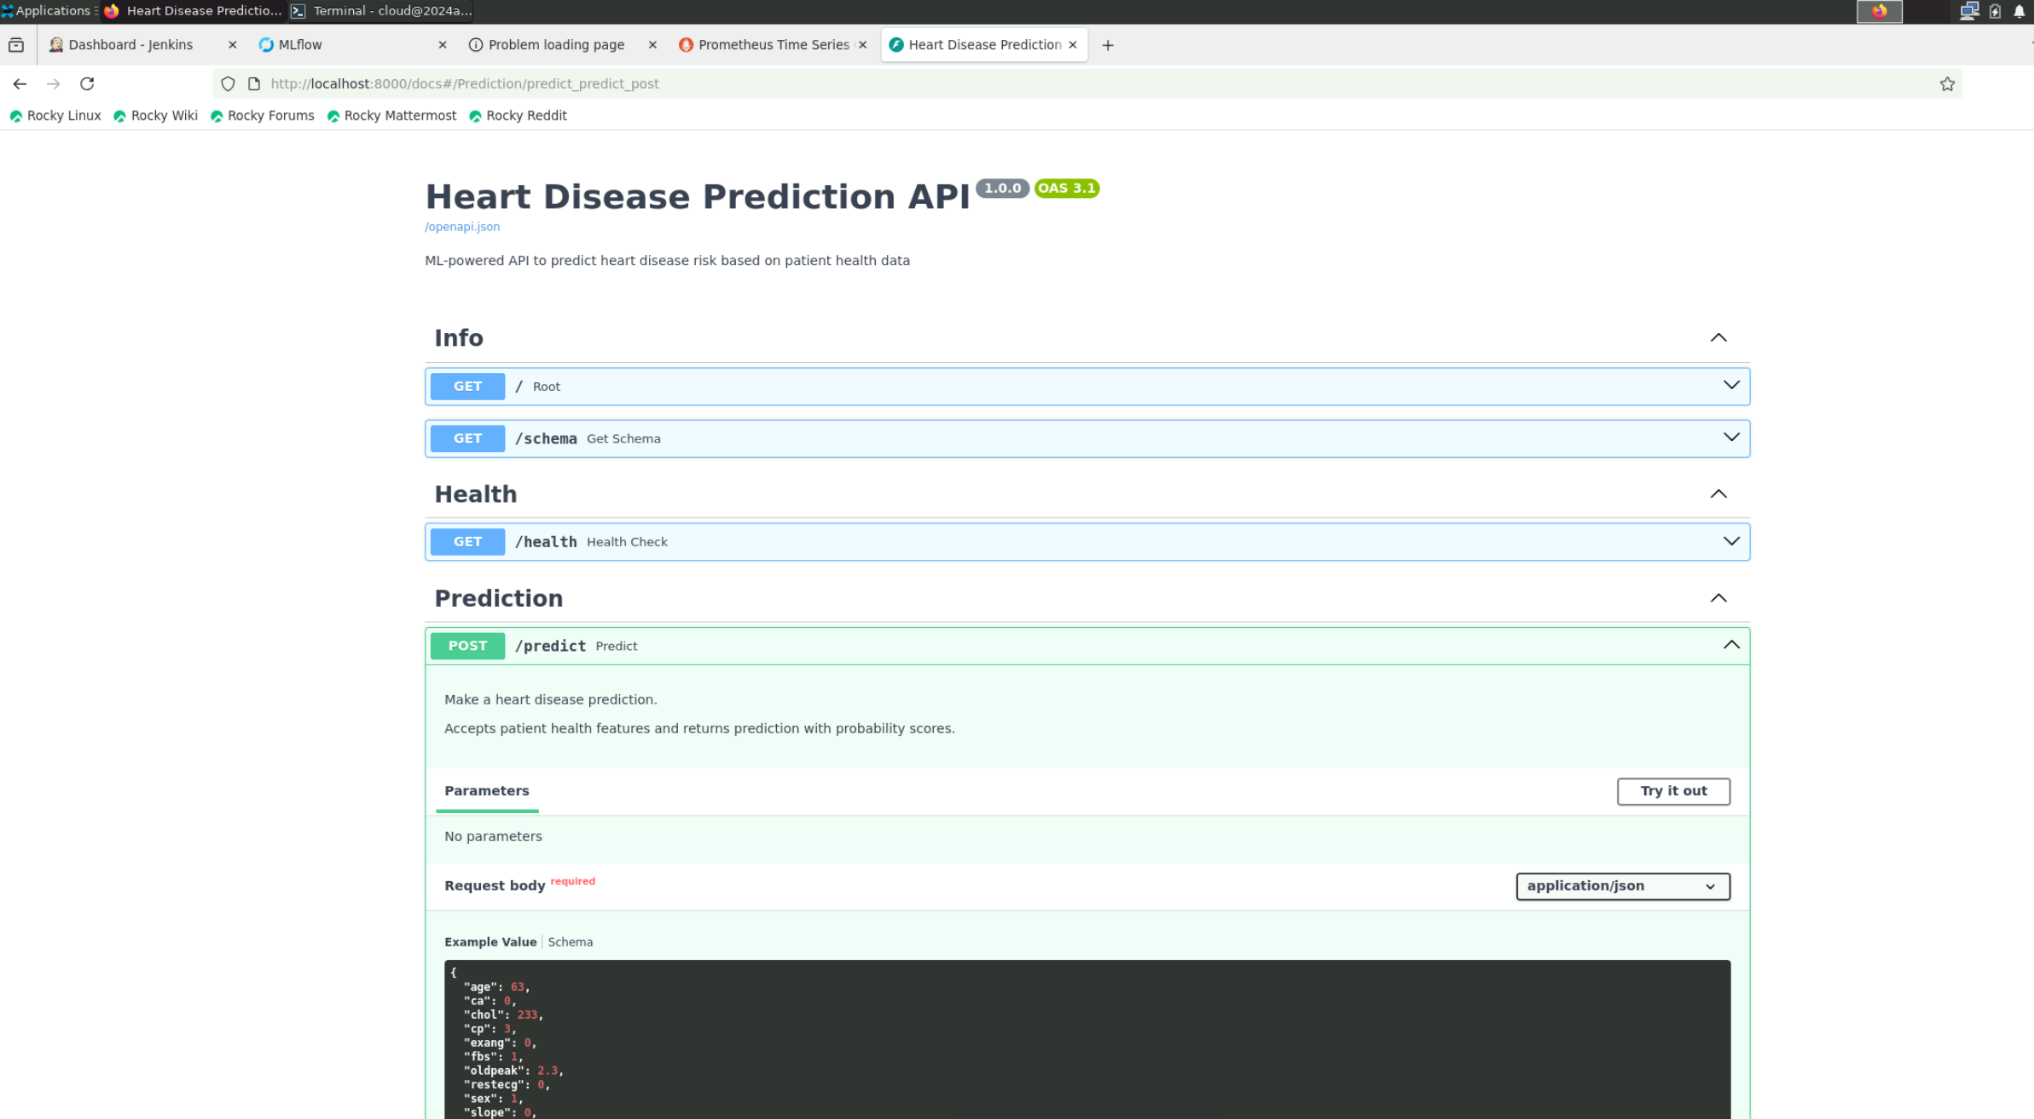 Applications Heart Disease Predictio... Terminal - cloud@2024a...
Dashboard - Jenkins MLflow Problem loading page Prometheus Time Series Heart Disease Prediction
http://localhost:8000/docs#/Prediction/predict_predict_post
Rocky Linux Rocky Wiki Rocky Forums Rocky Mattermost Rocky Reddit
Heart Disease Prediction API 1.0.0 OAS 3.1
/openapi.json
ML-powered API to predict heart disease risk based on patient health data
Info
GET / Root
GET /schema Get Schema
Health
GET /health Health Check
Prediction
POST /predict Predict
Make a heart disease prediction.
Accepts patient health features and returns prediction with probability scores.
Parameters Try it out
No parameters
Request body required application/json
Example Value Schema
{
"age": 63,
"ca": 0,
"chol": 233,
"cp": 3,
"exang": 0,
"fbs": 1,
"oldpeak": 2.3,
"restecg": 0,
"sex": 1,
"slope": 0,